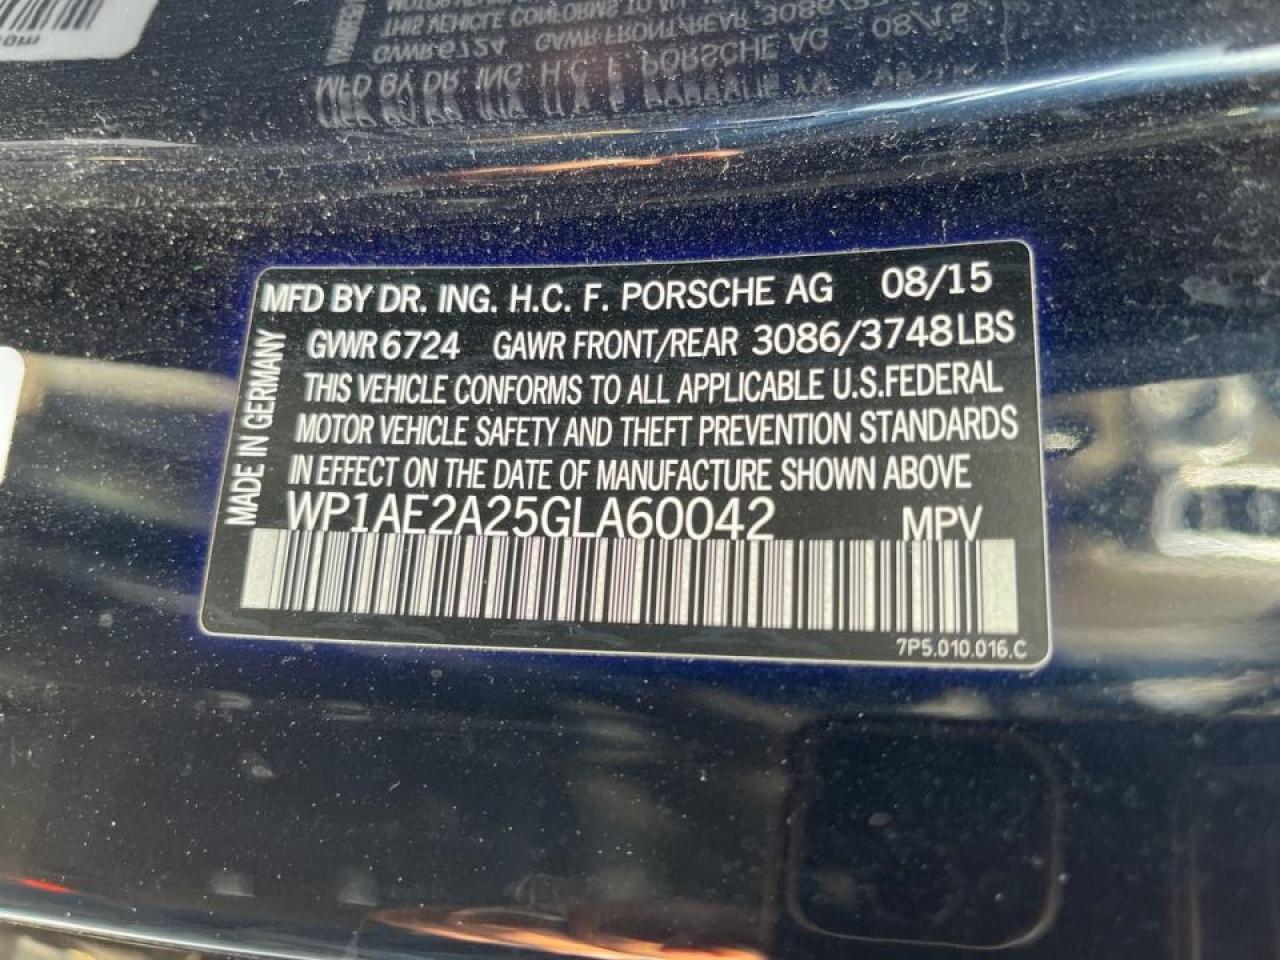 MFD BY DR. ING. H.C. F. PORSCHE AG 08/15
GVWR 6724 GAWR FRONT/REAR 3086/3748LBS
THIS VEHICLE CONFORMS TO ALL APPLICABLE U.S.FEDERAL
MOTOR VEHICLE SAFETY AND THEFT PREVENTION STANDARDS
IN EFFECT ON THE DATE OF MANUFACTURE SHOWN ABOVE
WP1AE2A25GLA60042 MPV
7P5.010.016.C
MADE IN GERMANY